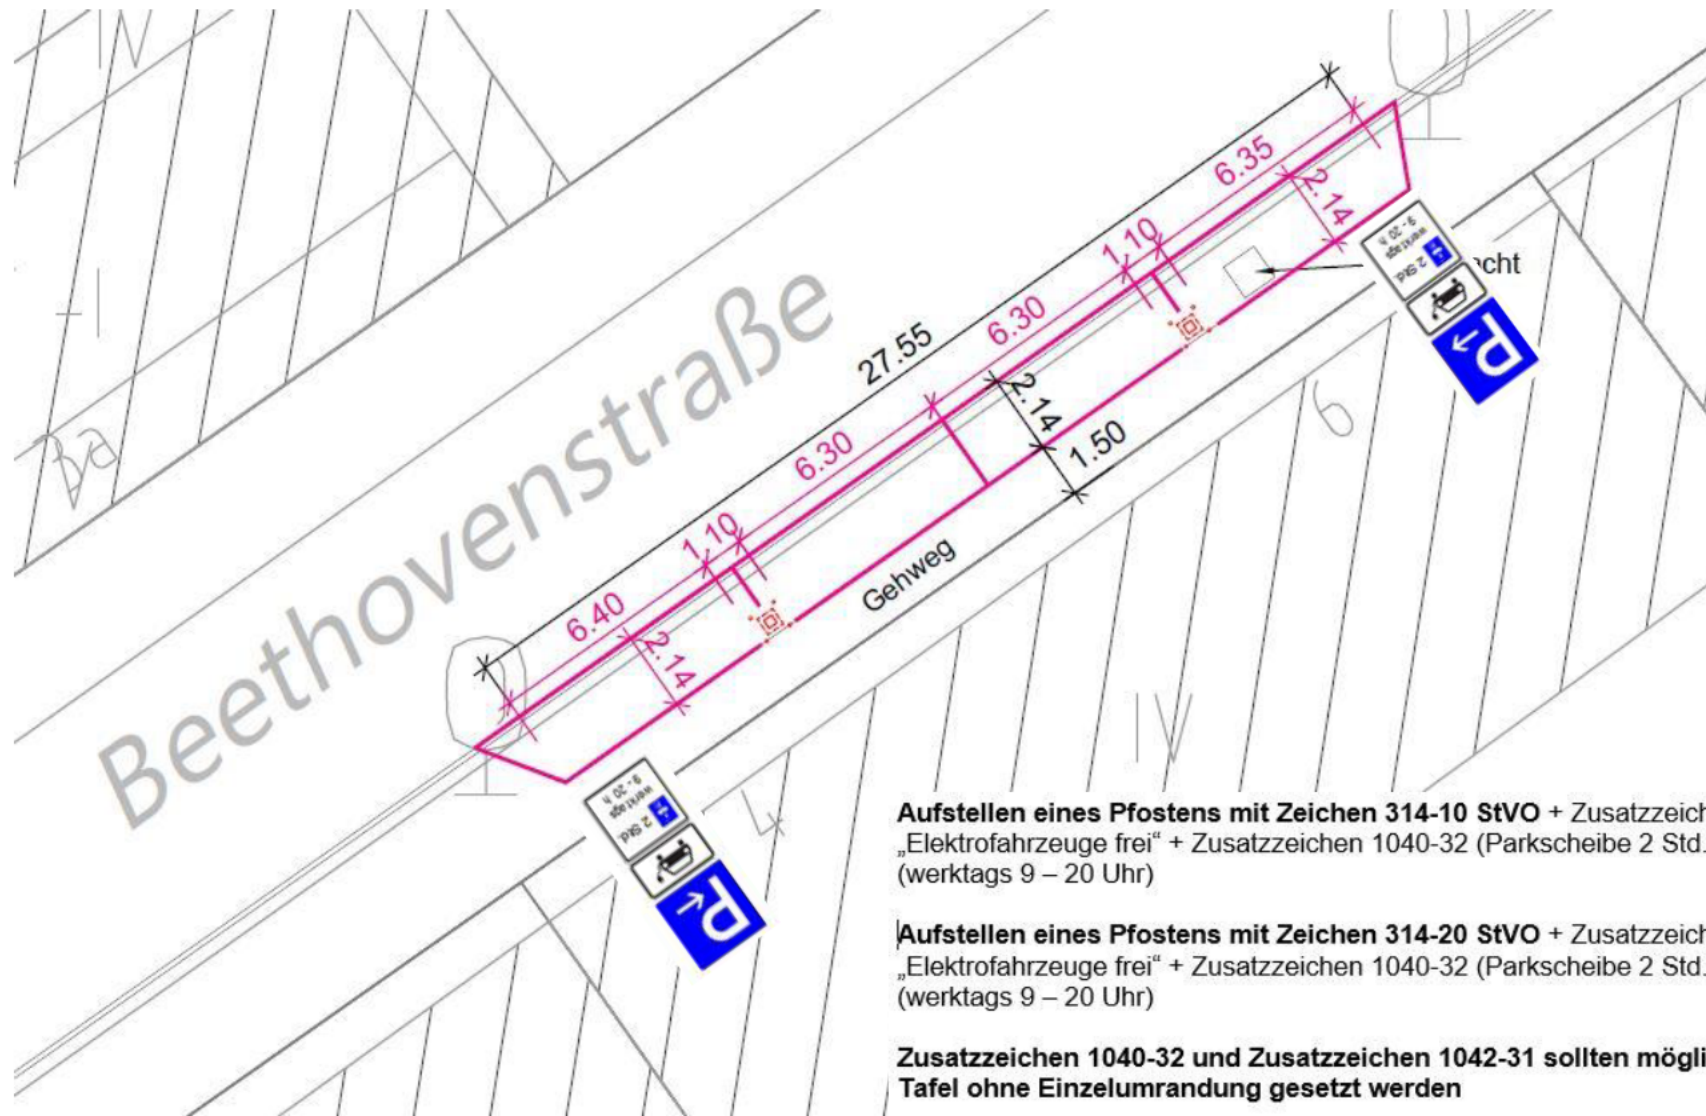 IV
6.35
2.14
1.10
9 - 20 h
werktags
2 Std.
cht
P
6.30
27.55
2.14
1.50
6
6.30
Beethovenstraße
1.10
Gehweg
6.40
2.14
IV
4
9 - 20 h
werktags
2 Std.
P
Aufstellen eines Pfostens mit Zeichen 314-10 StVO + Zusatzzeich
„Elektrofahrzeuge frei“ + Zusatzzeichen 1040-32 (Parkscheibe 2 Std.
(werktags 9 – 20 Uhr)
Aufstellen eines Pfostens mit Zeichen 314-20 StVO + Zusatzzeich
„Elektrofahrzeuge frei“ + Zusatzzeichen 1040-32 (Parkscheibe 2 Std.
(werktags 9 – 20 Uhr)
Zusatzzeichen 1040-32 und Zusatzzeichen 1042-31 sollten mögli
Tafel ohne Einzelumrandung gesetzt werden